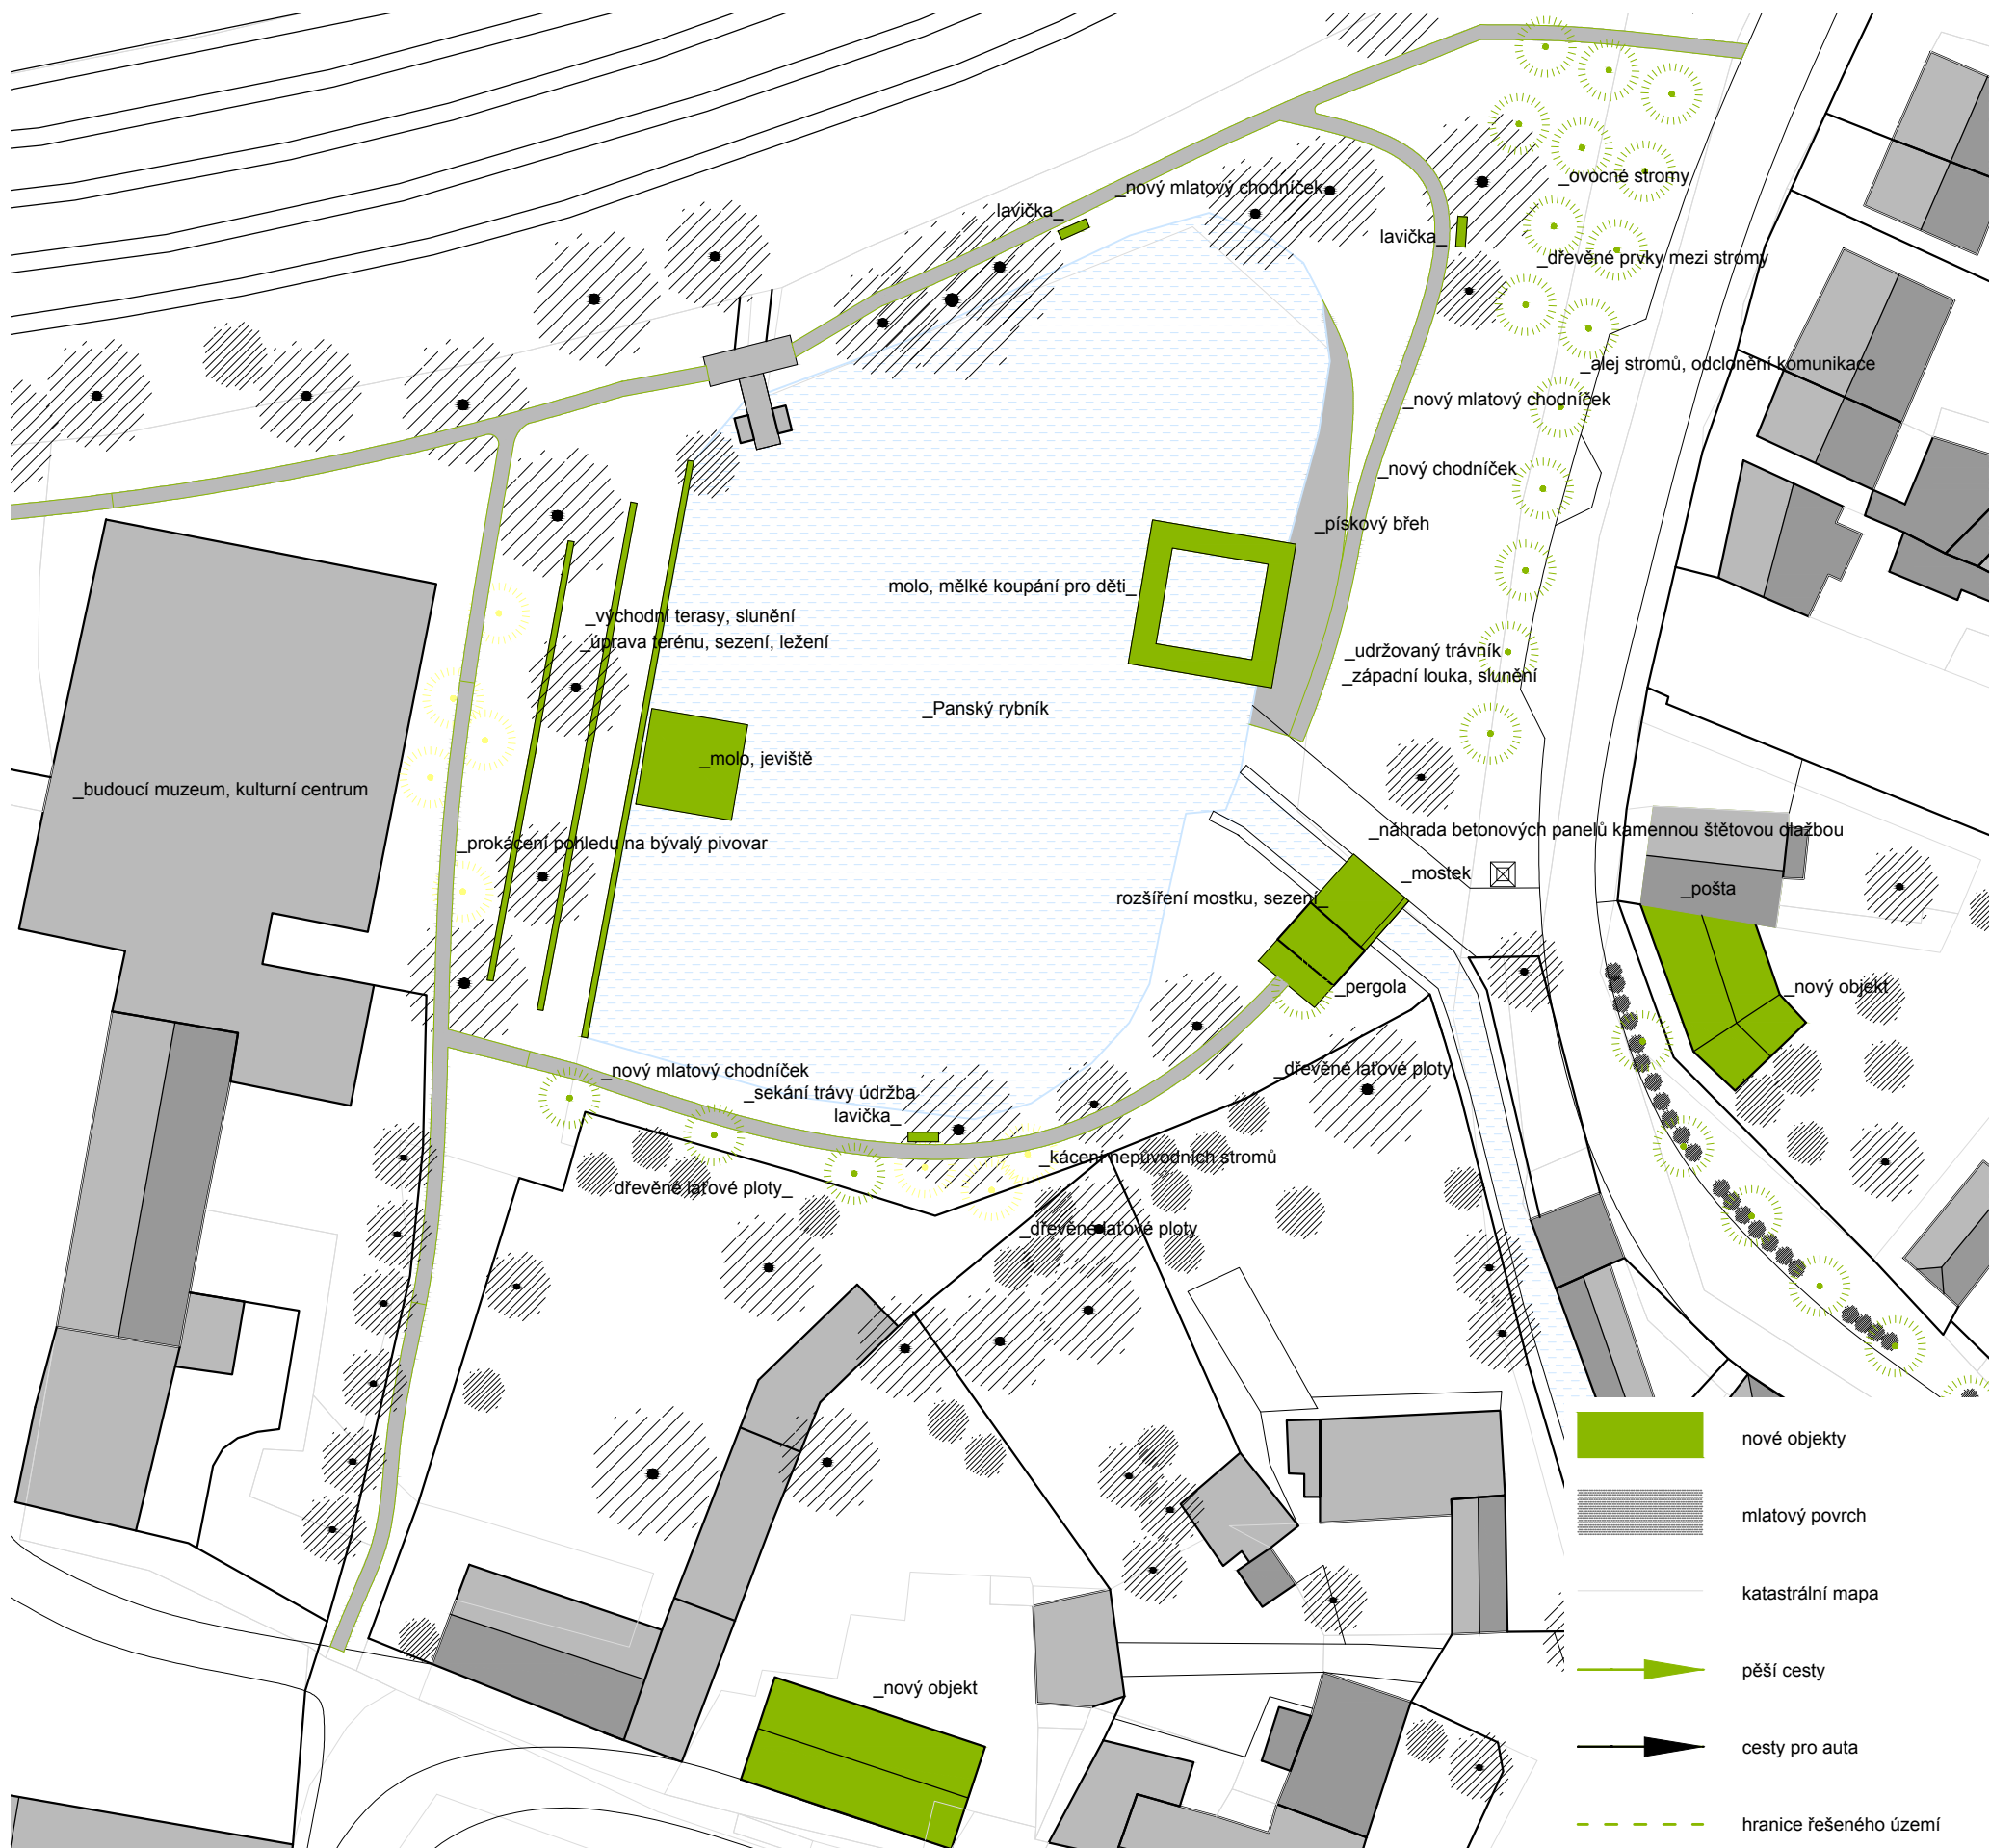 _nový mlatový chodníček
_ovocné stromy
lavička_
lavička_
_dřevěné prvky mezi stromy
_alej stromů, odclonění komunikace
_nový mlatový chodníček
_nový chodníček
_pískový břeh
molo, mělké koupání pro děti_
_východní terasy, slunění
_úprava terénu, sezení, ležení
_udržovaný trávník
_západní louka, slunění
_Panský rybník
_molo, jeviště
_budoucí muzeum, kulturní centrum
_prokácení pohledu na bývalý pivovar
_náhrada betonových panelů kamennou štětovou dlažbou
_mostek
_pošta
rozšíření mostku, sezení_
_pergola
_nový objekt
_nový mlatový chodníček
_dřevěné laťové ploty
_sekání trávy údržba
lavička_
_kácení nepůvodních stromů
dřevěné laťové ploty_
_dřevěné laťové ploty
_nový objekt
nové objekty
mlatový povrch
katastrální mapa
pěší cesty
cesty pro auta
hranice řešeného území